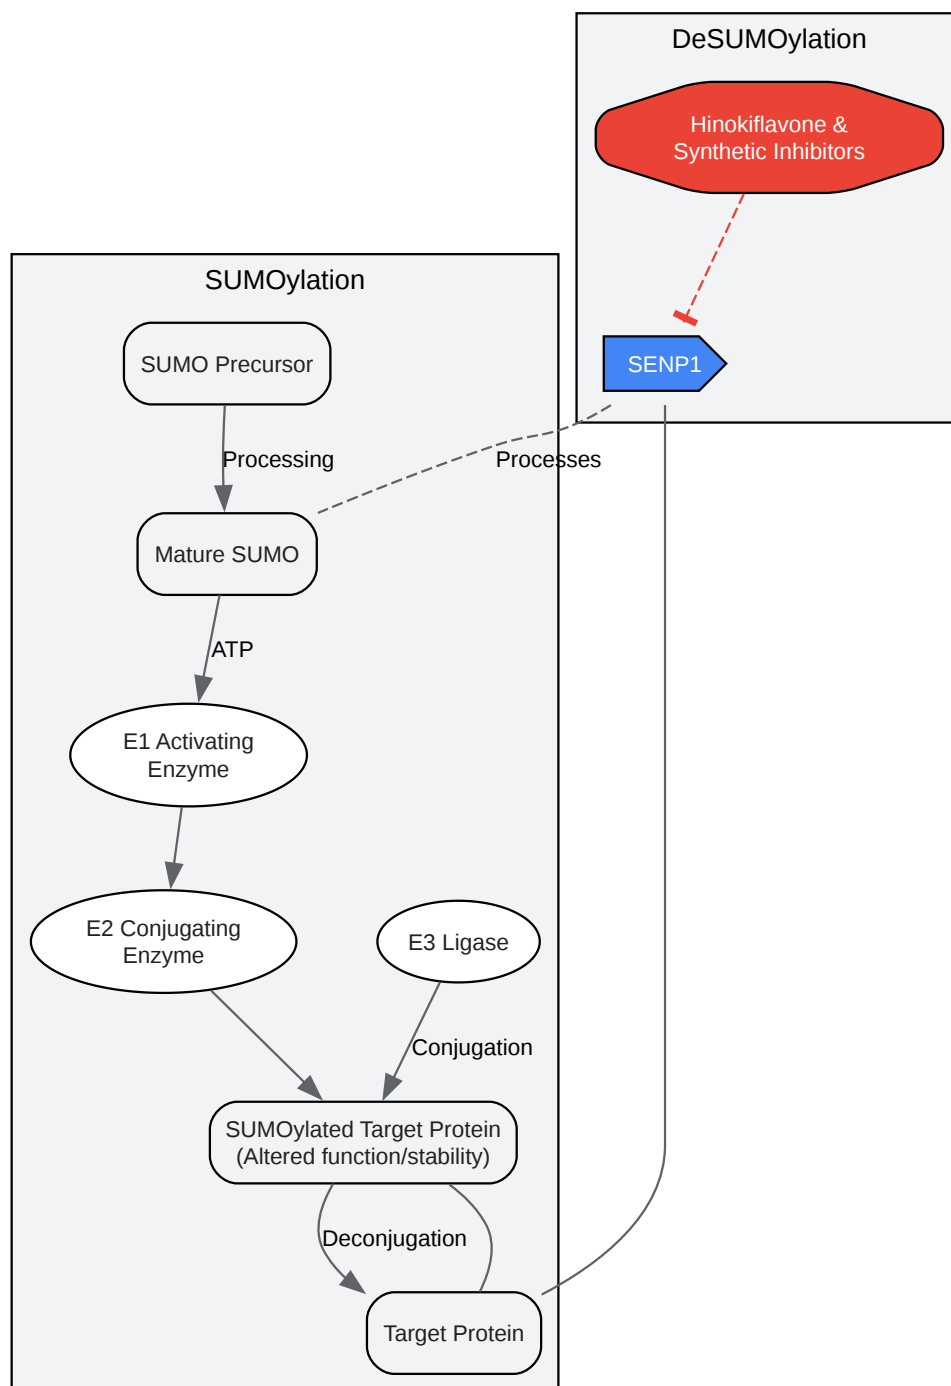 DeSUMOylation
Hinokiflavone &
Synthetic Inhibitors
SENP1
SUMOylation
SUMO Precursor
Processing
Processes
Mature SUMO
ATP
E1 Activating
Enzyme
E2 Conjugating
Enzyme
E3 Ligase
Conjugation
SUMOylated Target Protein
(Altered function/stability)
Deconjugation
Target Protein